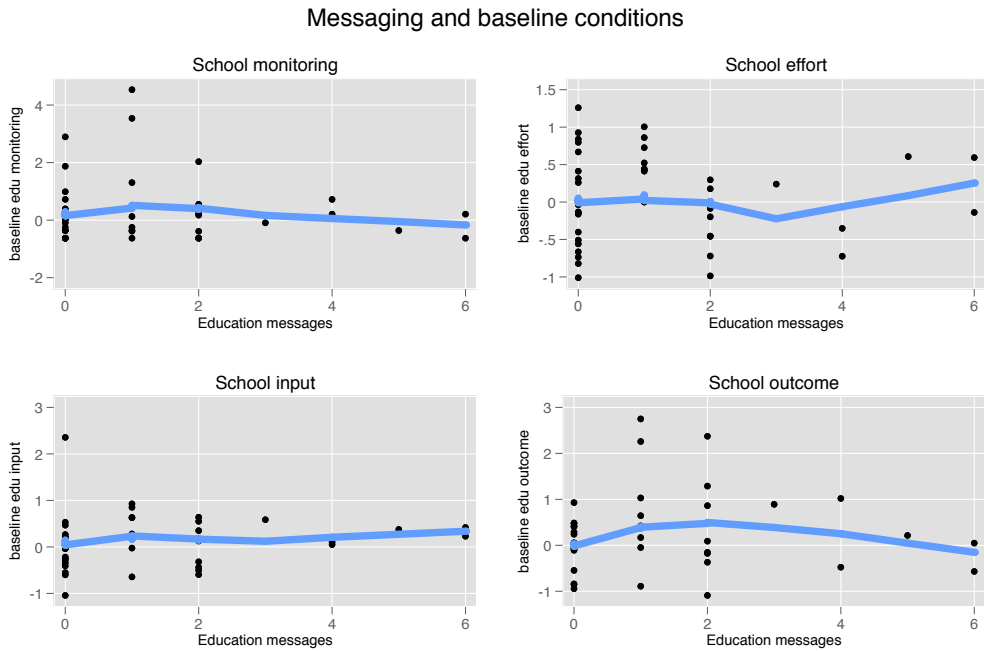 Messaging and baseline conditions
School monitoring
baseline edu monitoring
4
2
0
-2
0 2 4 6
Education messages
School effort
baseline edu effort
1.5
1
.5
0
-.5
-1
0 2 4 6
Education messages
School input
baseline edu input
3
2
1
0
-1
0 2 4 6
Education messages
School outcome
baseline edu outcome
3
2
1
0
-1
0 2 4 6
Education messages